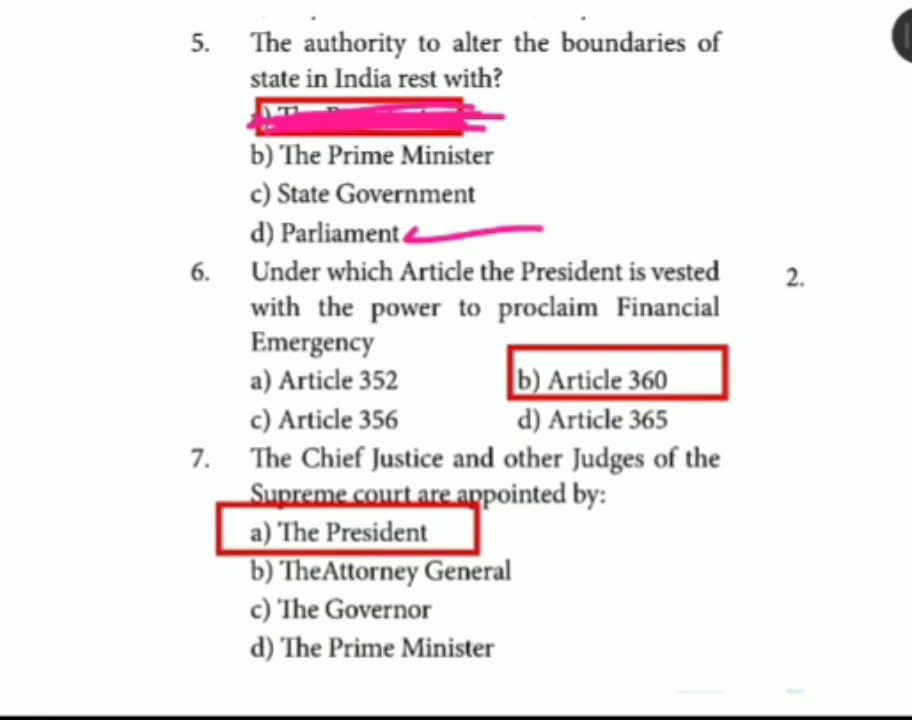 5. The authority to alter the boundaries of
state in India rest with?
b) The Prime Minister
c) State Government
d) Parliament
6. Under which Article the President is vested
with the power to proclaim Financial
Emergency
a) Article 352 b) Article 360
c) Article 356 d) Article 365
7. The Chief Justice and other Judges of the
Supreme court are appointed by:
a) The President
b) TheAttorney General
c) The Governor
d) The Prime Minister
2.